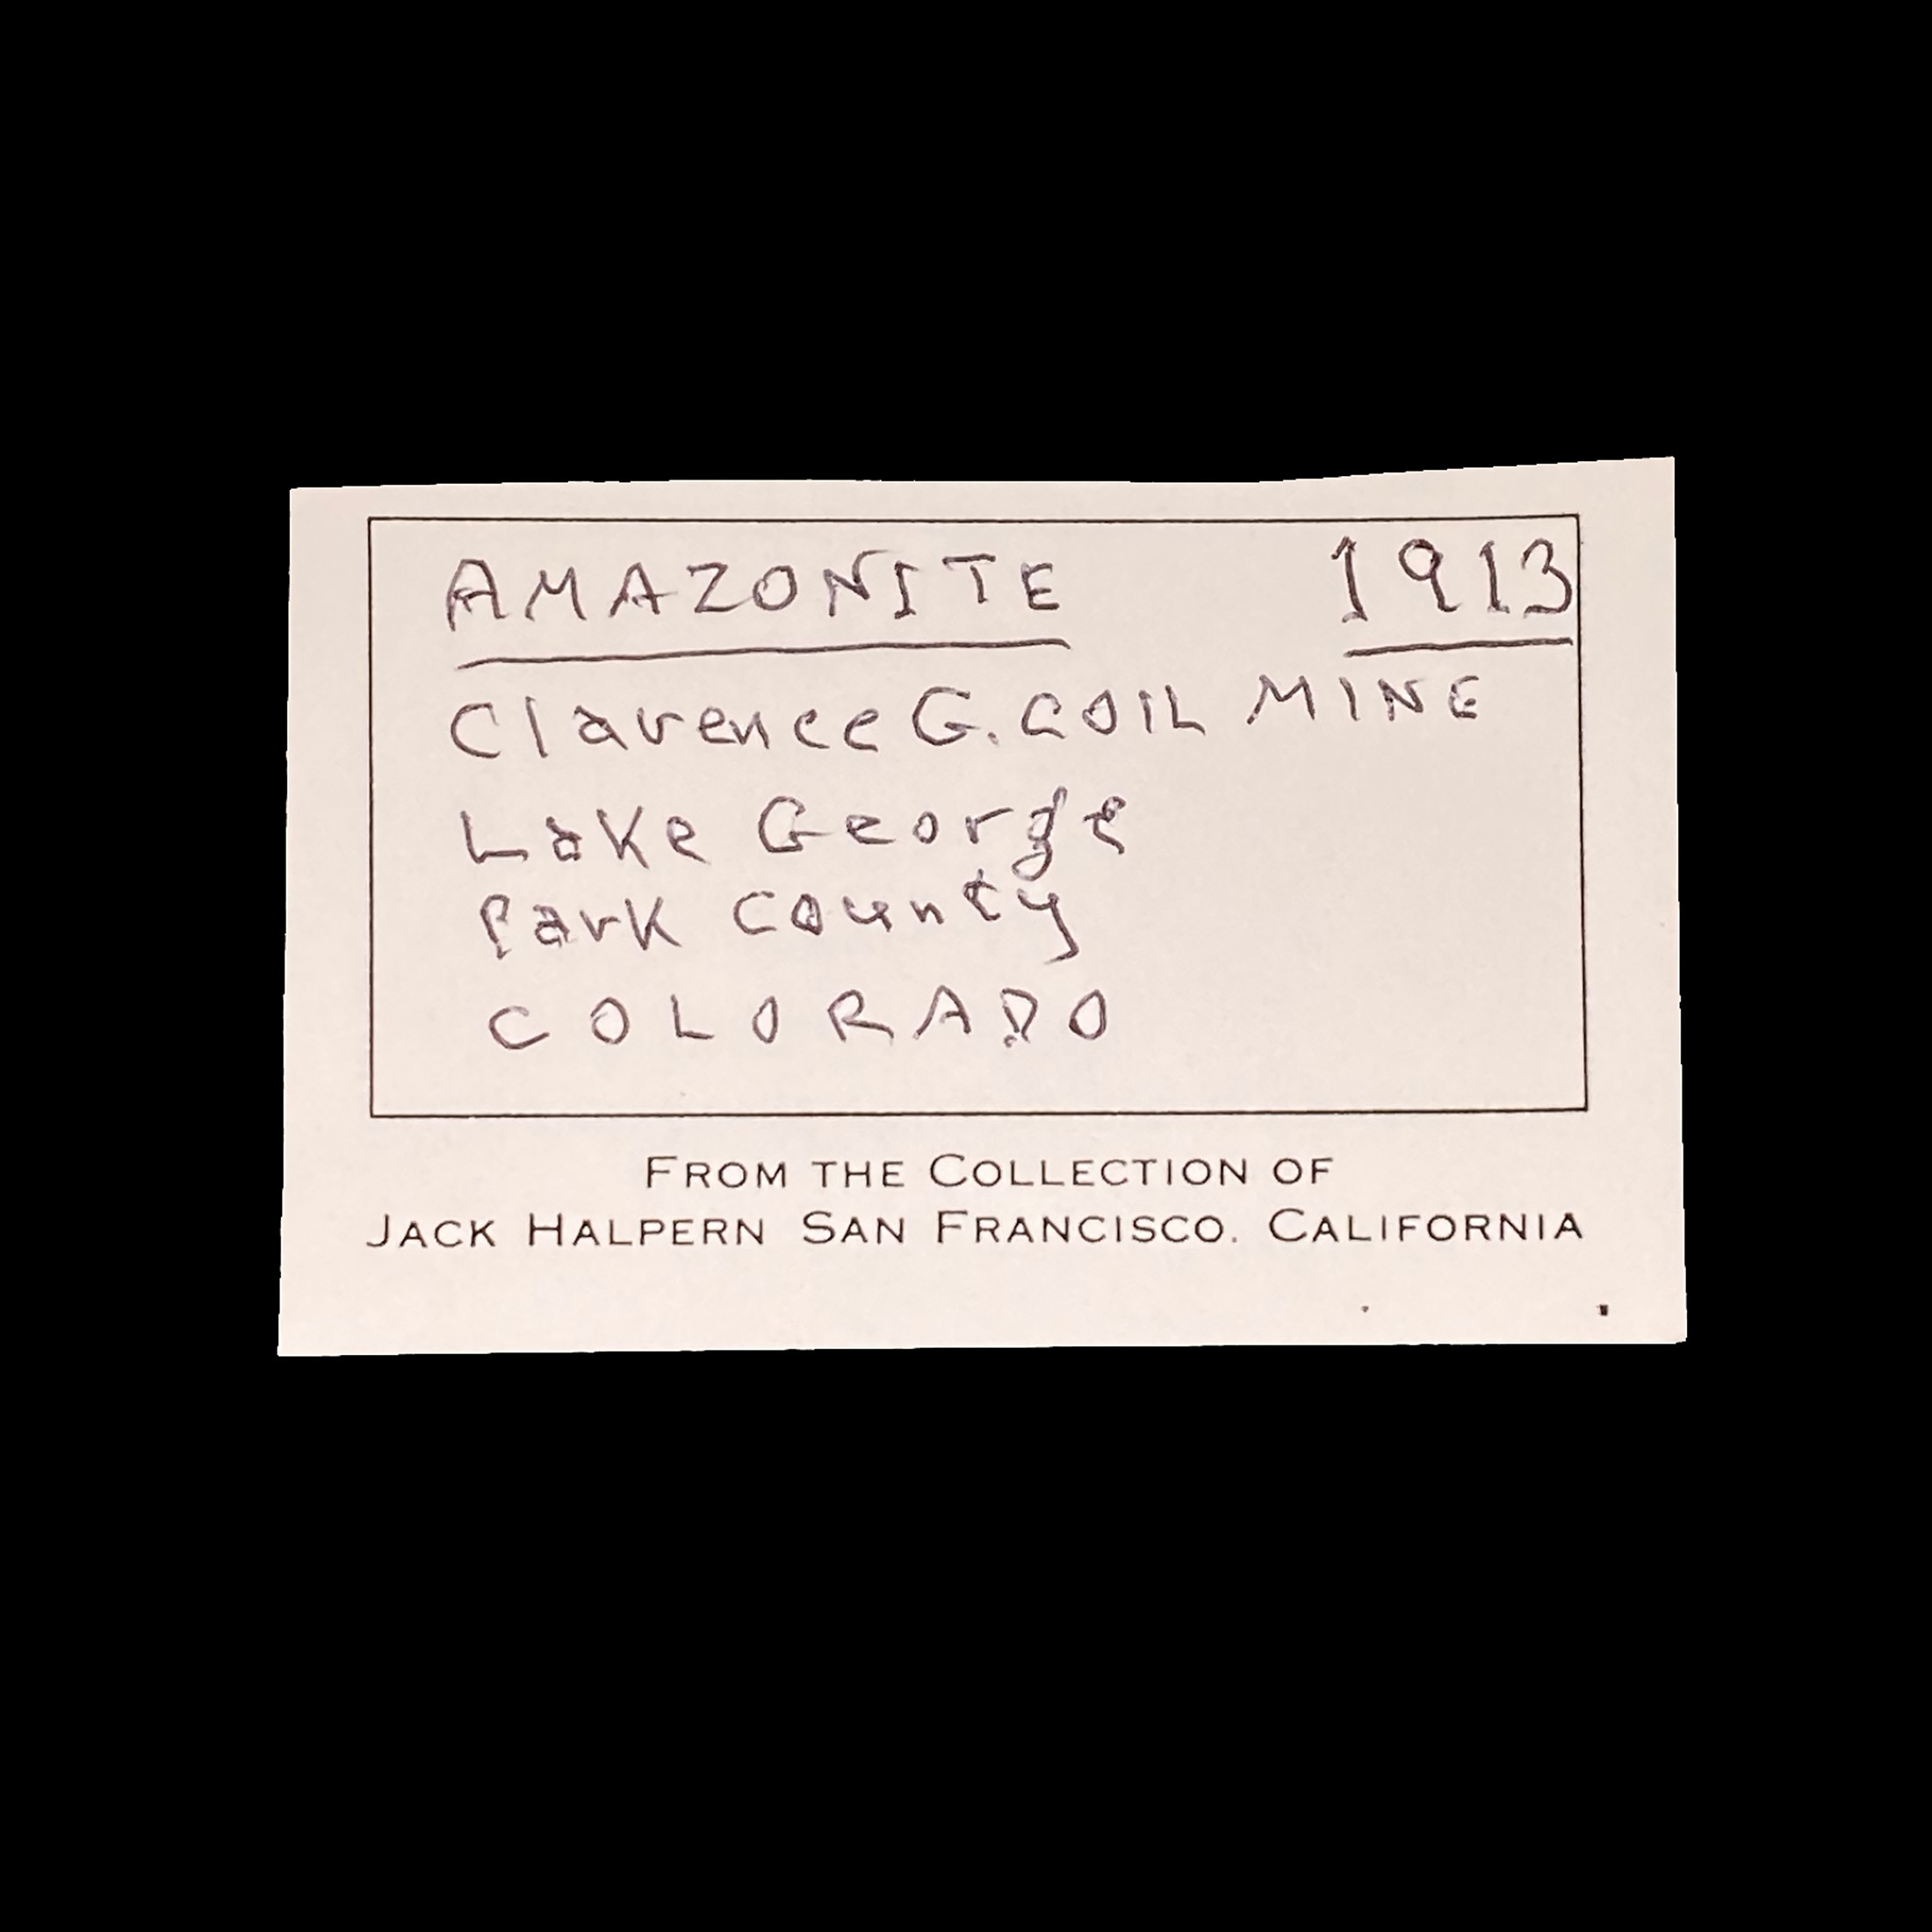 AMAZONITE 1913
Clarence G. COIL MINE
Lake George
Park County
COLORADO
FROM THE COLLECTION OF
JACK HALPERN SAN FRANCISCO. CALIFORNIA